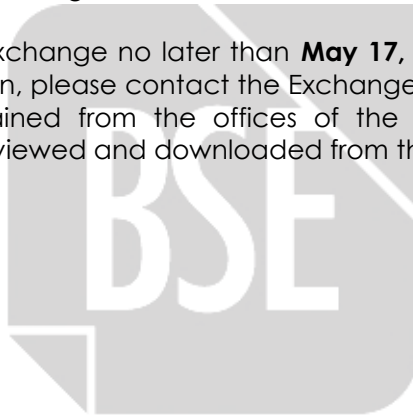 xchange no later than May 17,
n, please contact the Exchange
ained from the offices of the
viewed and downloaded from th
BSE